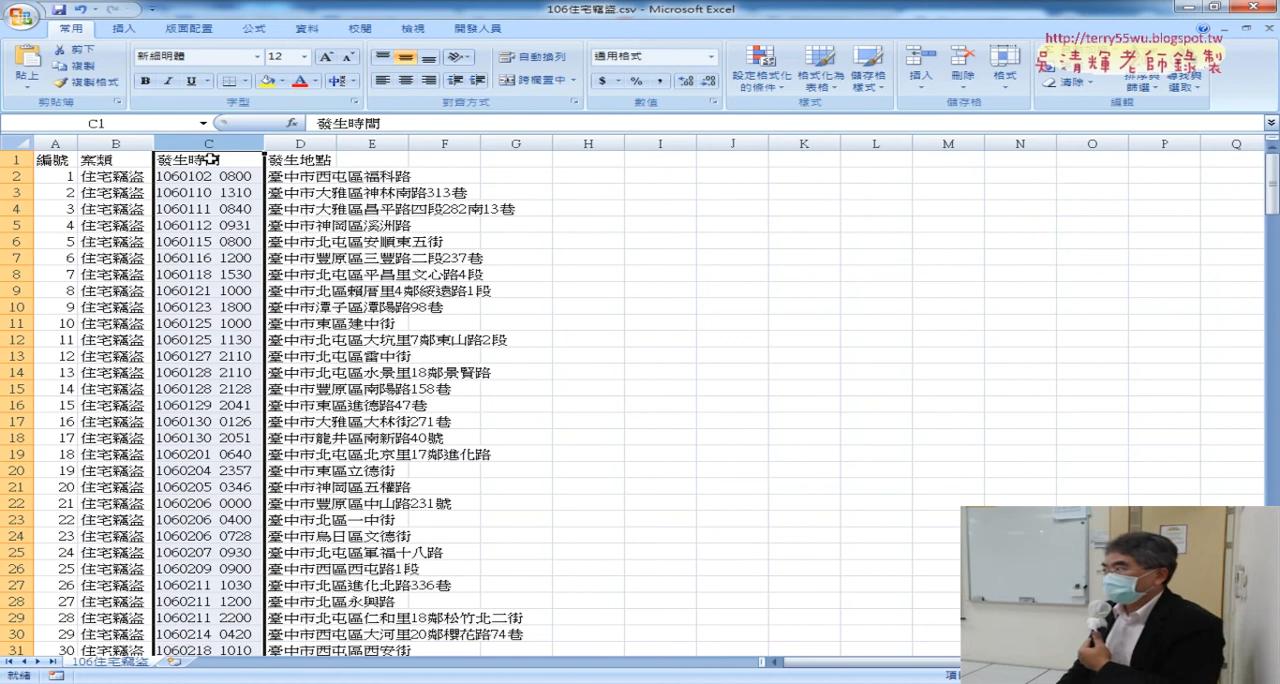 106住宅竊盜.csv - Microsoft Excel
常用 插入 版面配置 公式 資料 校閱 檢視 開發人員
http://terry55wu.blogspot.tw
吳清輝老師錄製
貼上 剪下 複製 複製格式 剪貼簿
新細明體 12 B I U 中 字型
自動換列 跨欄置中 對齊方式
通用格式 $ % , 數值
設定格式化的條件 格式化為表格 儲存格樣式 樣式
插入 刪除 格式 儲存格
清除 排序與篩選 尋找與選取 編輯
C1 fx 發生時間
A B C D E F G H I J K L M N O P Q
1 編號 案類 發生時間 發生地點
2 1 住宅竊盜 1060102 0800 臺中市西屯區福科路
3 2 住宅竊盜 1060110 1310 臺中市大雅區神林南路313巷
4 3 住宅竊盜 1060111 0840 臺中市大雅區昌平路四段282南13巷
5 4 住宅竊盜 1060112 0931 臺中市神岡區溪洲路
6 5 住宅竊盜 1060115 0800 臺中市北屯區安順東五街
7 6 住宅竊盜 1060116 1200 臺中市豐原區三豐路二段237巷
8 7 住宅竊盜 1060118 1530 臺中市北屯區平昌里文心路4段
9 8 住宅竊盜 1060121 1000 臺中市北區賴厝里4鄰綏遠路1段
10 9 住宅竊盜 1060123 1800 臺中市潭子區潭陽路98巷
11 10 住宅竊盜 1060125 1000 臺中市東區建中街
12 11 住宅竊盜 1060125 1130 臺中市北屯區大坑里7鄰東山路2段
13 12 住宅竊盜 1060127 2110 臺中市北屯區雷中街
14 13 住宅竊盜 1060128 2110 臺中市北屯區水景里18鄰景賢路
15 14 住宅竊盜 1060128 2128 臺中市豐原區南陽路158巷
16 15 住宅竊盜 1060129 2041 臺中市東區進德路47巷
17 16 住宅竊盜 1060130 0126 臺中市大雅區大林街271巷
18 17 住宅竊盜 1060130 2051 臺中市龍井區南新路40號
19 18 住宅竊盜 1060201 0640 臺中市北屯區北京里17鄰進化路
20 19 住宅竊盜 1060204 2357 臺中市東區立德街
21 20 住宅竊盜 1060205 0346 臺中市神岡區五權路
22 21 住宅竊盜 1060206 0000 臺中市豐原區中山路231號
23 22 住宅竊盜 1060206 0400 臺中市北區一中街
24 23 住宅竊盜 1060206 0728 臺中市烏日區文德街
25 24 住宅竊盜 1060207 0930 臺中市北屯區軍福十八路
26 25 住宅竊盜 1060209 0900 臺中市西區西屯路1段
27 26 住宅竊盜 1060211 1030 臺中市北區進化北路336巷
28 27 住宅竊盜 1060211 1200 臺中市北區永興路
29 28 住宅竊盜 1060211 2200 臺中市北屯區仁和里18鄰松竹北二街
30 29 住宅竊盜 1060214 0420 臺中市西屯區大河里20鄰櫻花路74巷
31 30 住宅竊盜 1060218 1010 臺中市西屯區西安街
106住宅竊盜
就緒